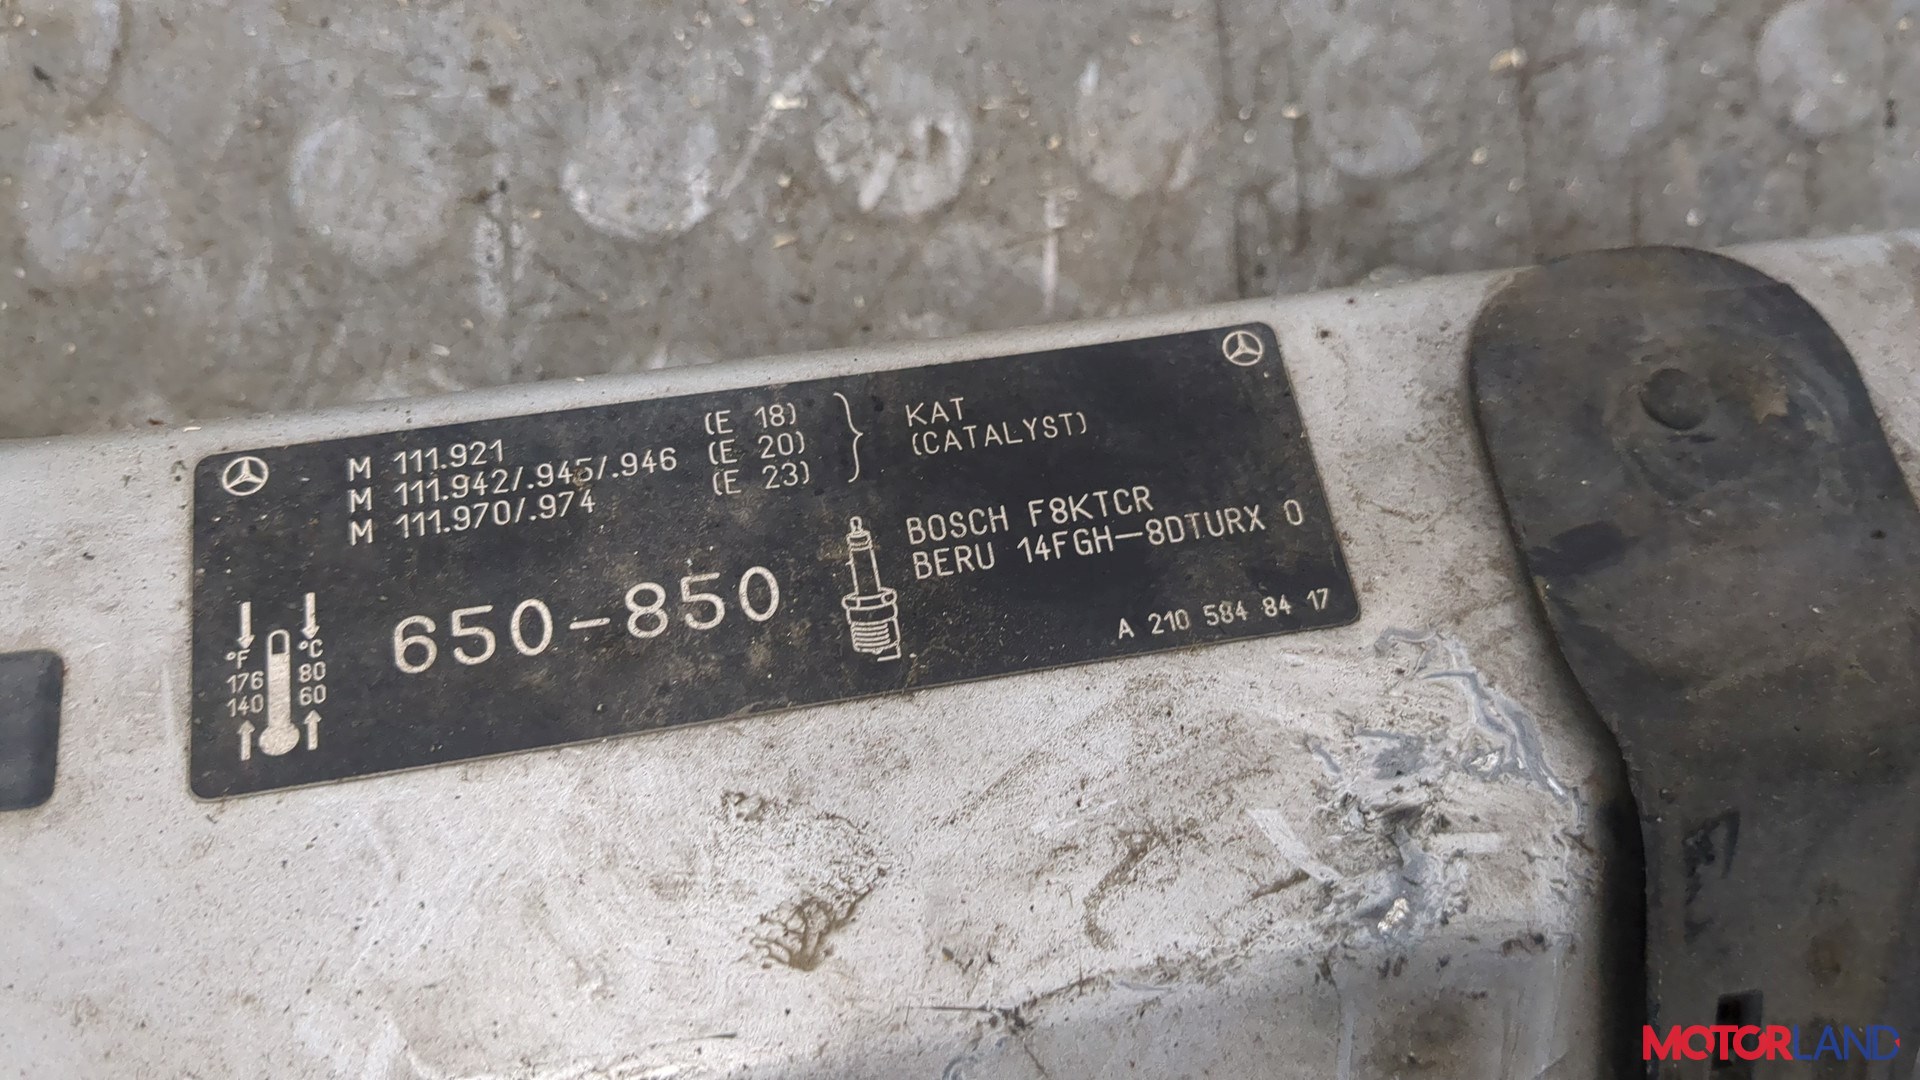 M 111.921 (E 18)
M 111.942/.945/.946 (E 20)
M 111.970/.974 (E 23)
KAT
(CATALYST)
BOSCH F8KTCR
BERU 14FGH-8DTURX 0
650-850
°F °C
176 80
140 60
A 210 584 84 17
MOTORLAND